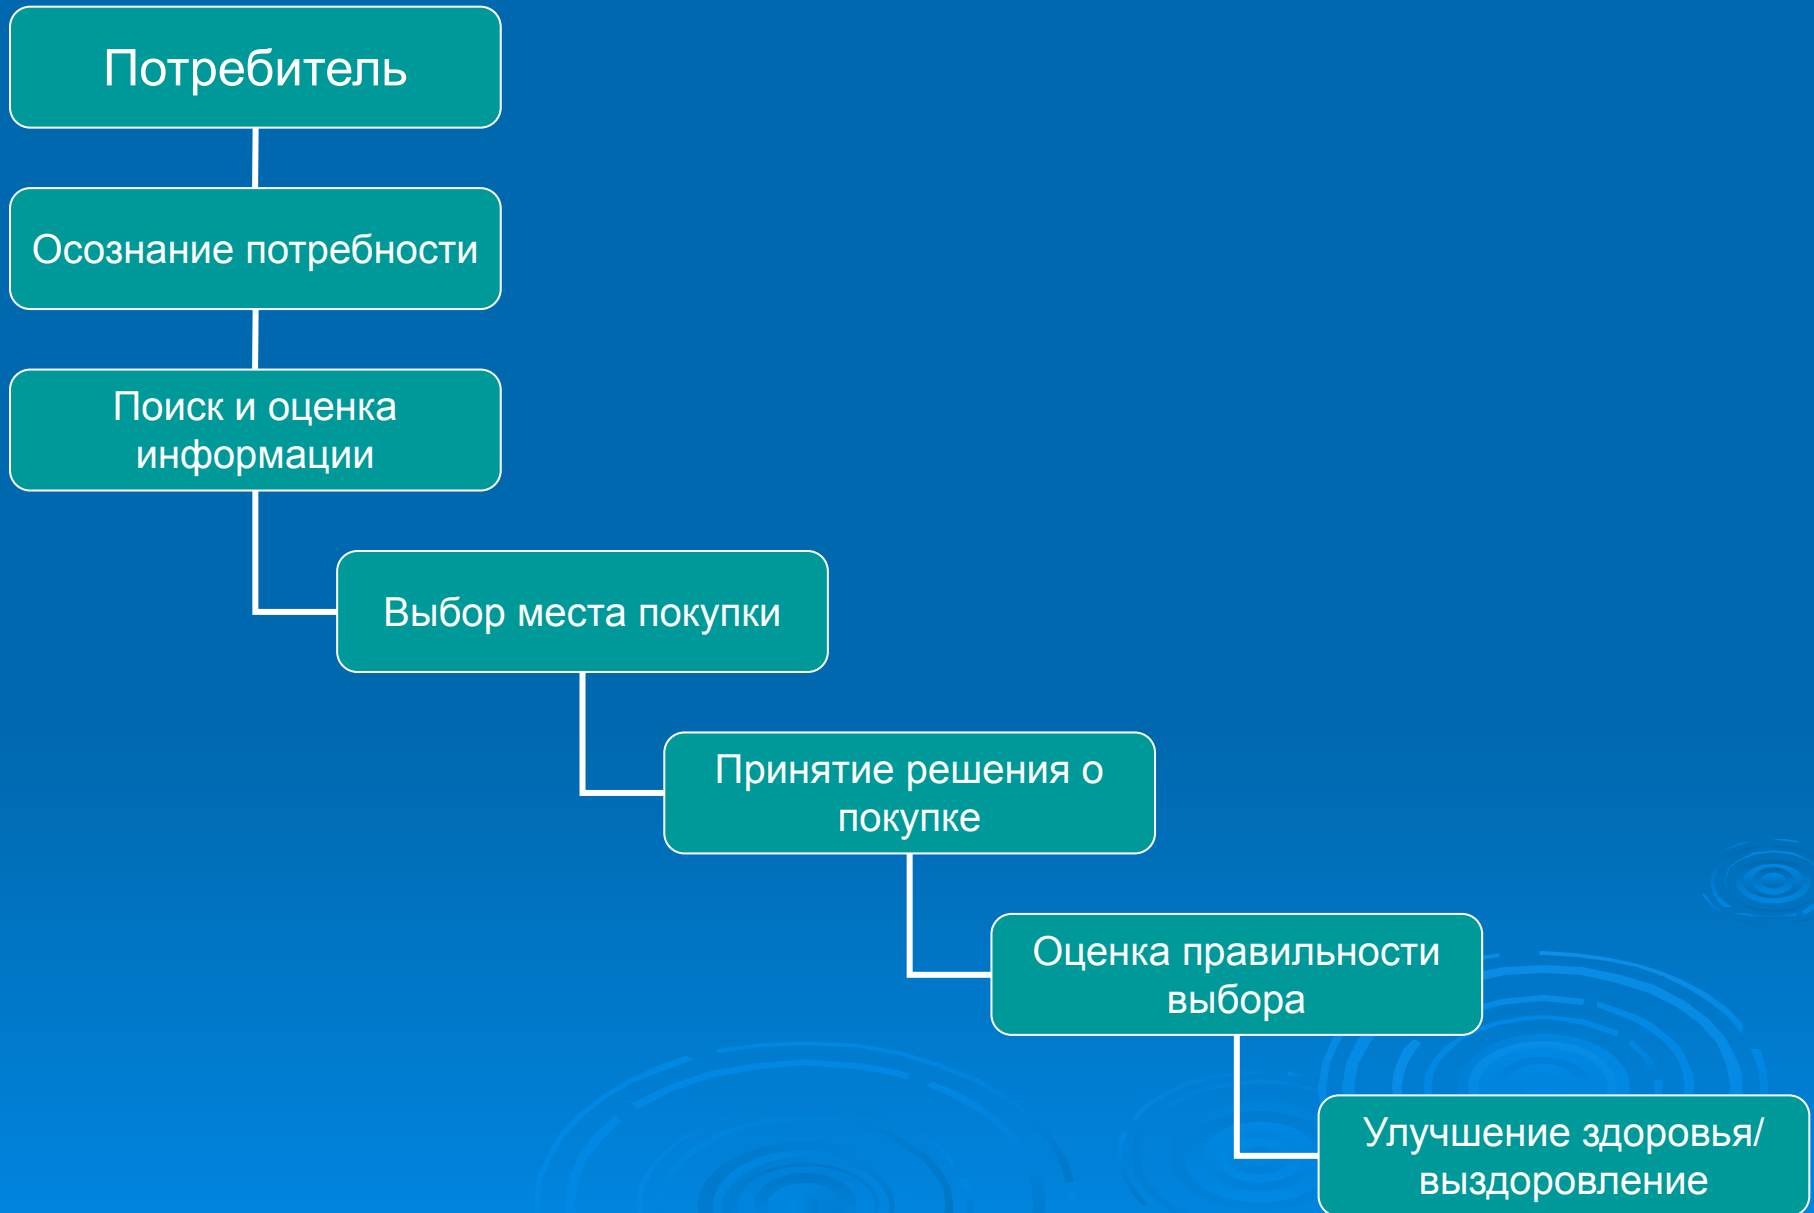 Потребитель
Осознание потребности
Поиск и оценка
информации
Выбор места покупки
Принятие решения о
покупке
Оценка правильности
выбора
Улучшение здоровья/
выздоровление